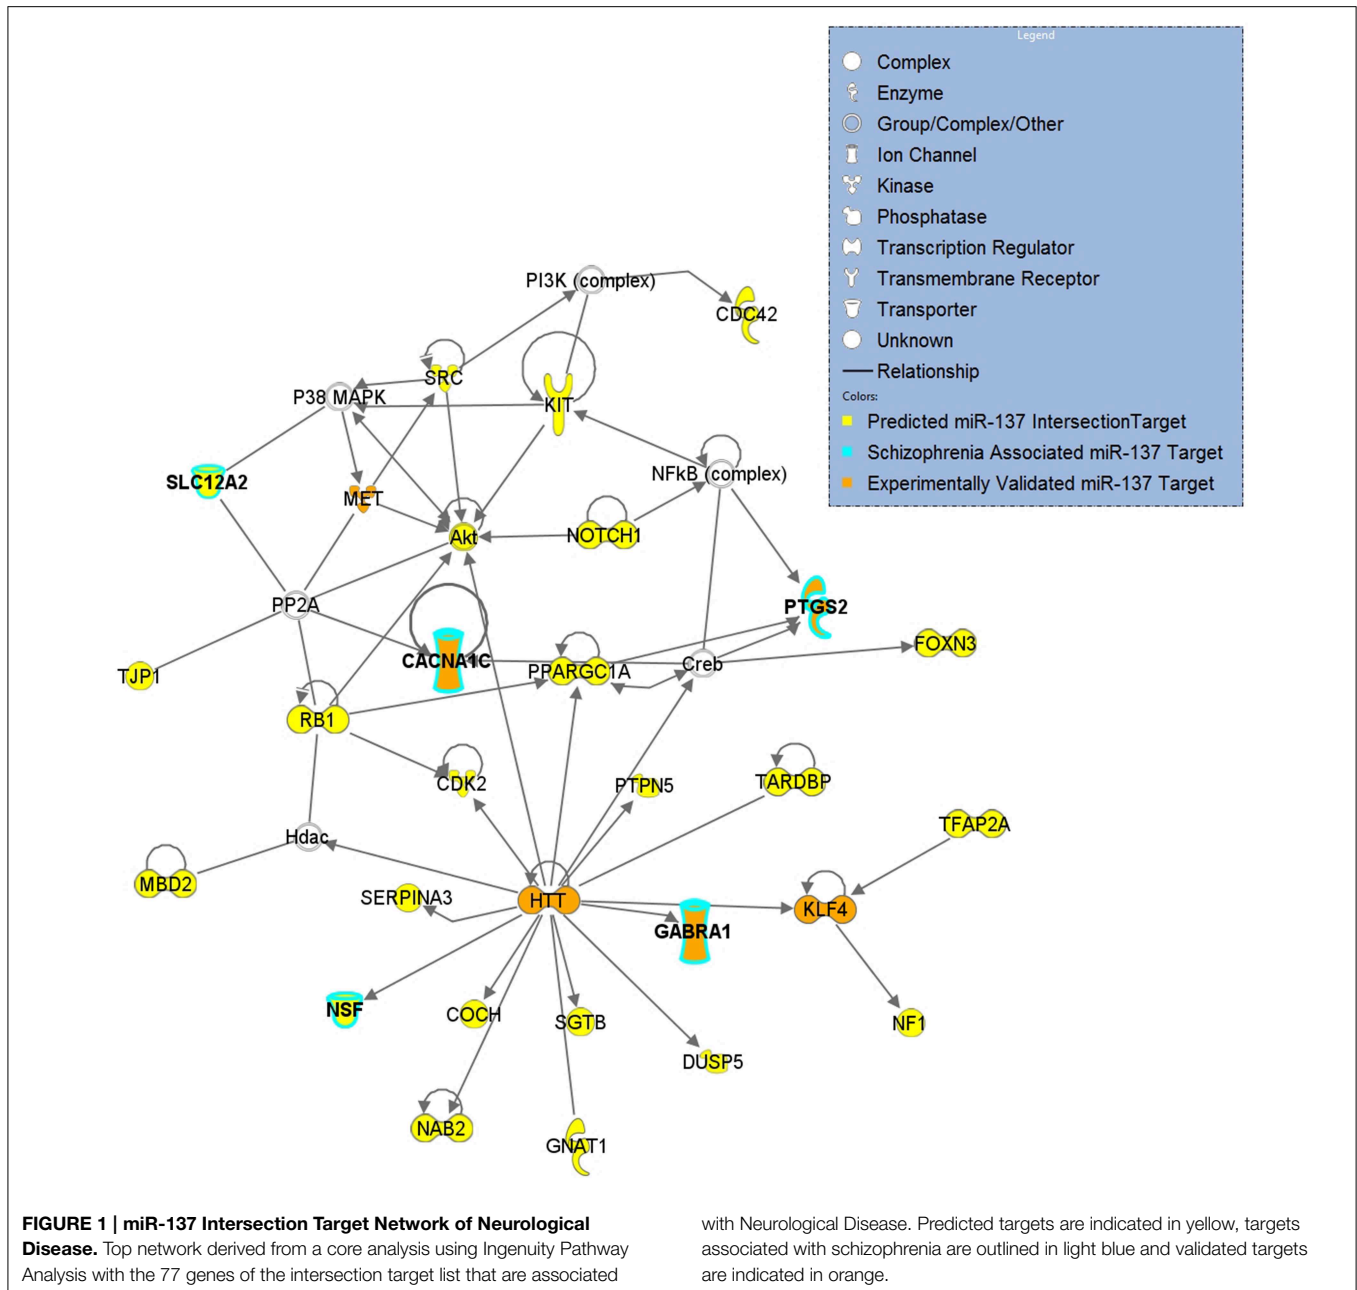 Legend
Complex
Enzyme
Group/Complex/Other
Ion Channel
Kinase
Phosphatase
Transcription Regulator
Transmembrane Receptor
Transporter
Unknown
Relationship
Colors:
Predicted miR-137 IntersectionTarget
Schizophrenia Associated miR-137 Target
Experimentally Validated miR-137 Target
PI3K (complex)
CDC42
SRC
P38 MAPK
KIT
NFkB (complex)
SLC12A2
MET
Akt
NOTCH1
PP2A
PTGS2
FOXN3
CACNA1C
Creb
PPARGC1A
TJP1
RB1
CDK2
PTPN5
TARDBP
TFAP2A
Hdac
MBD2
SERPINA3
HTT
KLF4
GABRA1
NSF
COCH
SGTB
NF1
DUSP5
NAB2
GNAT1
FIGURE 1 | miR-137 Intersection Target Network of Neurological
Disease. Top network derived from a core analysis using Ingenuity Pathway
Analysis with the 77 genes of the intersection target list that are associated
with Neurological Disease. Predicted targets are indicated in yellow, targets
associated with schizophrenia are outlined in light blue and validated targets
are indicated in orange.